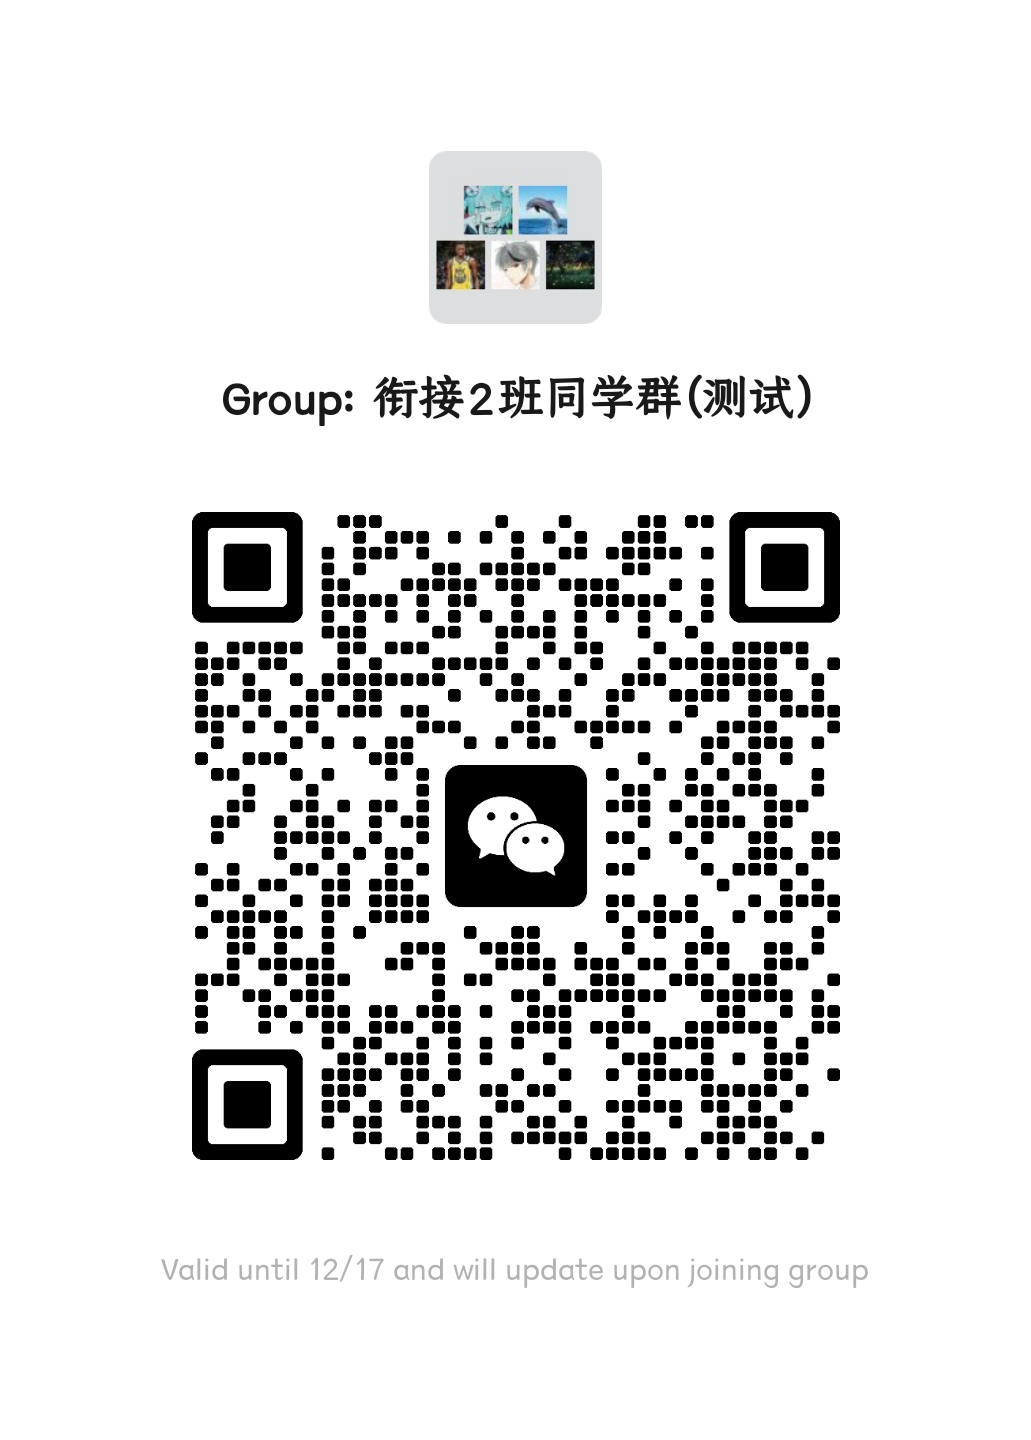 Group: 衔接2班同学群(测试)
Valid until 12/17 and will update upon joining group